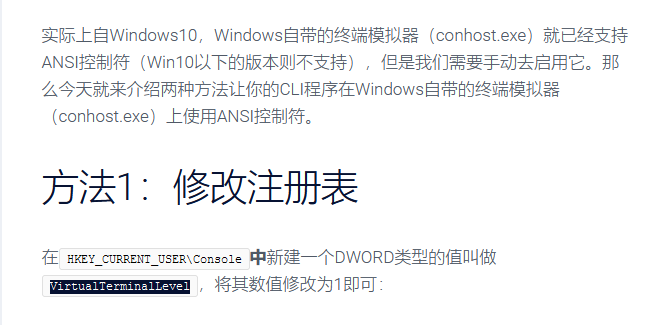 实际上自Windows10，Windows自带的终端模拟器（conhost.exe）就已经支持
ANSI控制符（Win10以下的版本则不支持），但是我们需要手动去启用它。那
么今天就来介绍两种方法让你的CLI程序在Windows自带的终端模拟器
（conhost.exe）上使用ANSI控制符。
方法1：修改注册表
在 HKEY_CURRENT_USER\Console 中新建一个DWORD类型的值叫做
VirtualTerminalLevel ，将其数值修改为1即可：